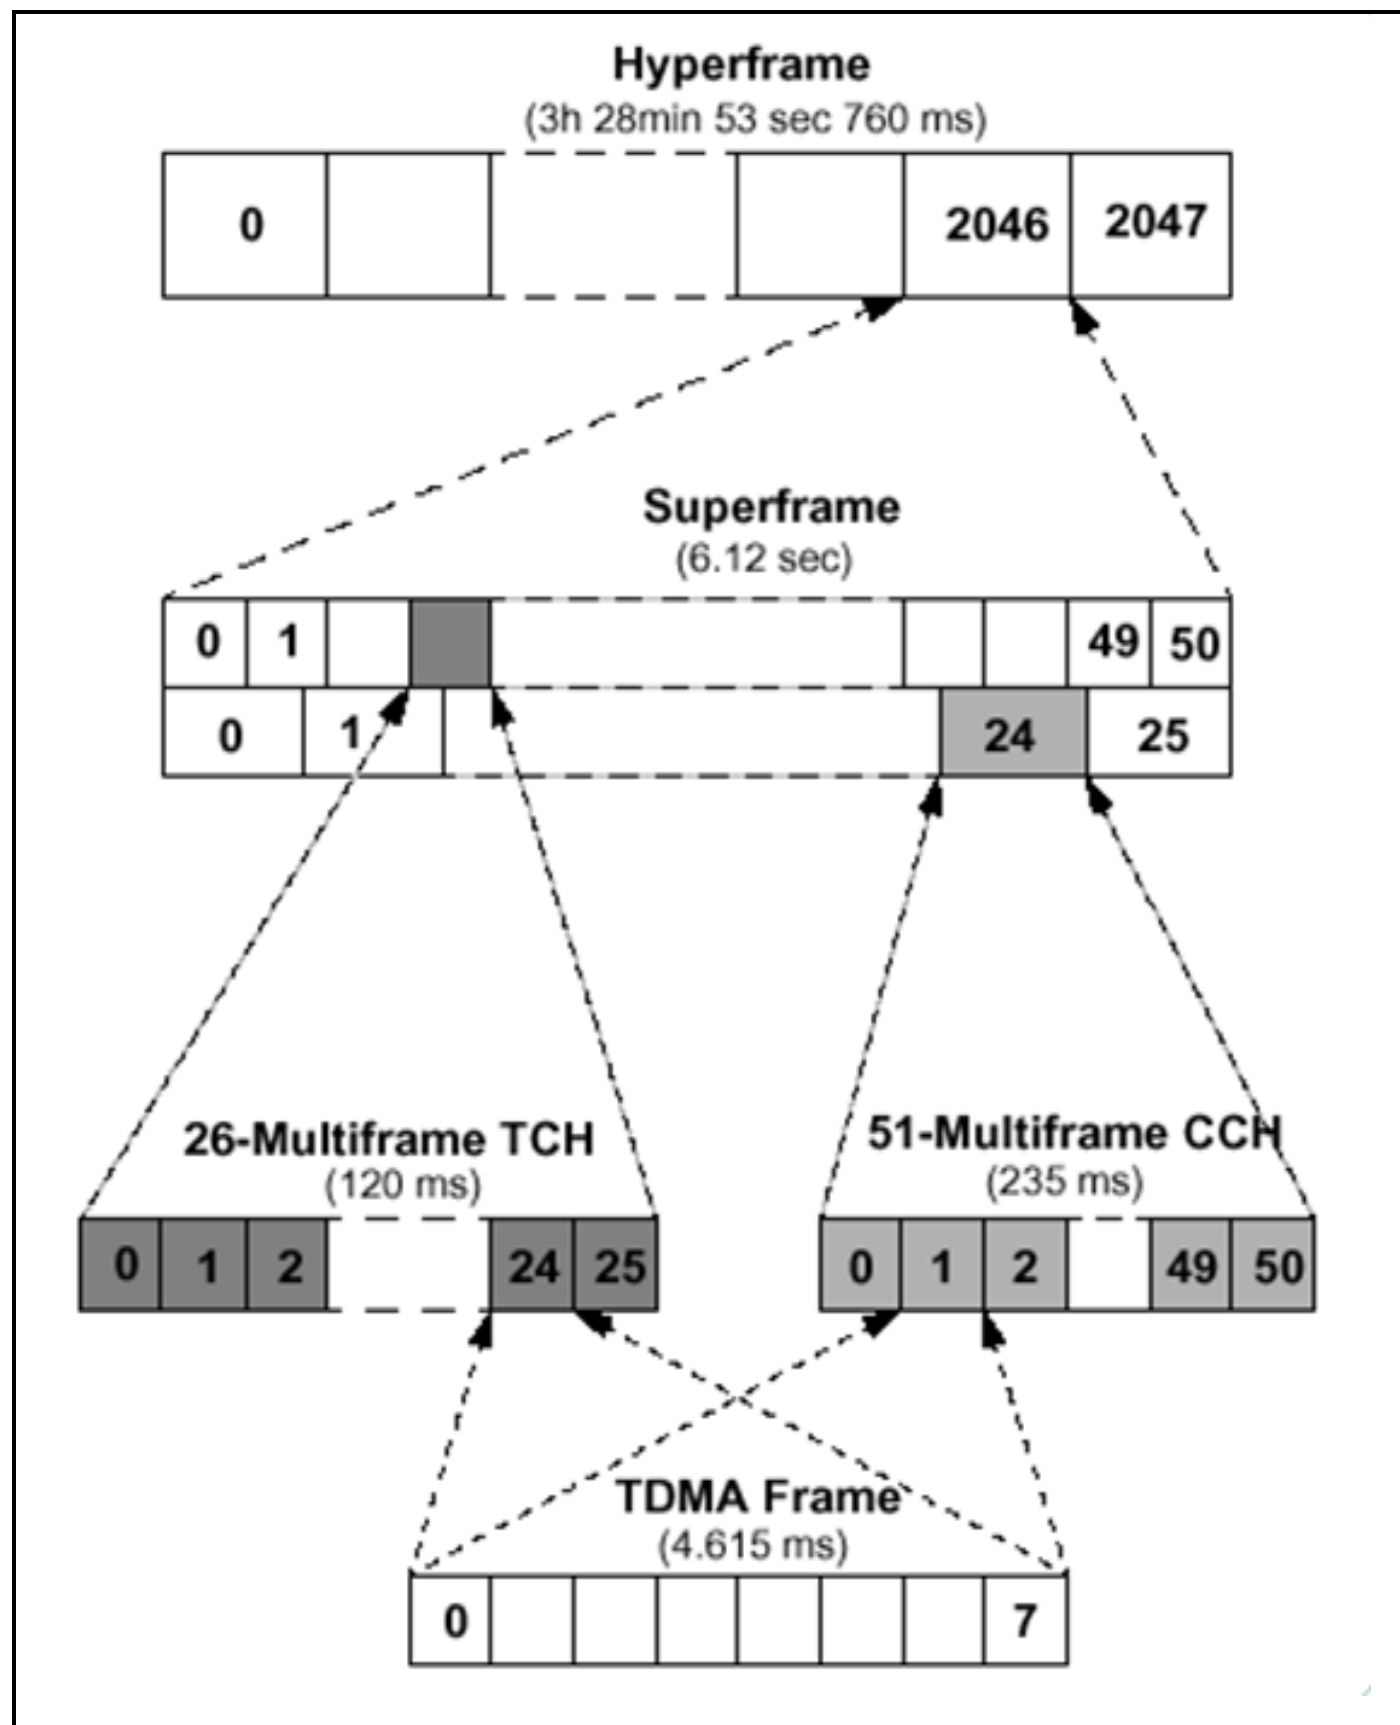 Hyperframe
(3h 28min 53 sec 760 ms)
0 2046 2047
Superframe
(6.12 sec)
0 1 49 50
0 1 24 25
26-Multiframe TCH
(120 ms)
0 1 2 24 25
51-Multiframe CCH
(235 ms)
0 1 2 49 50
TDMA Frame
(4.615 ms)
0 7